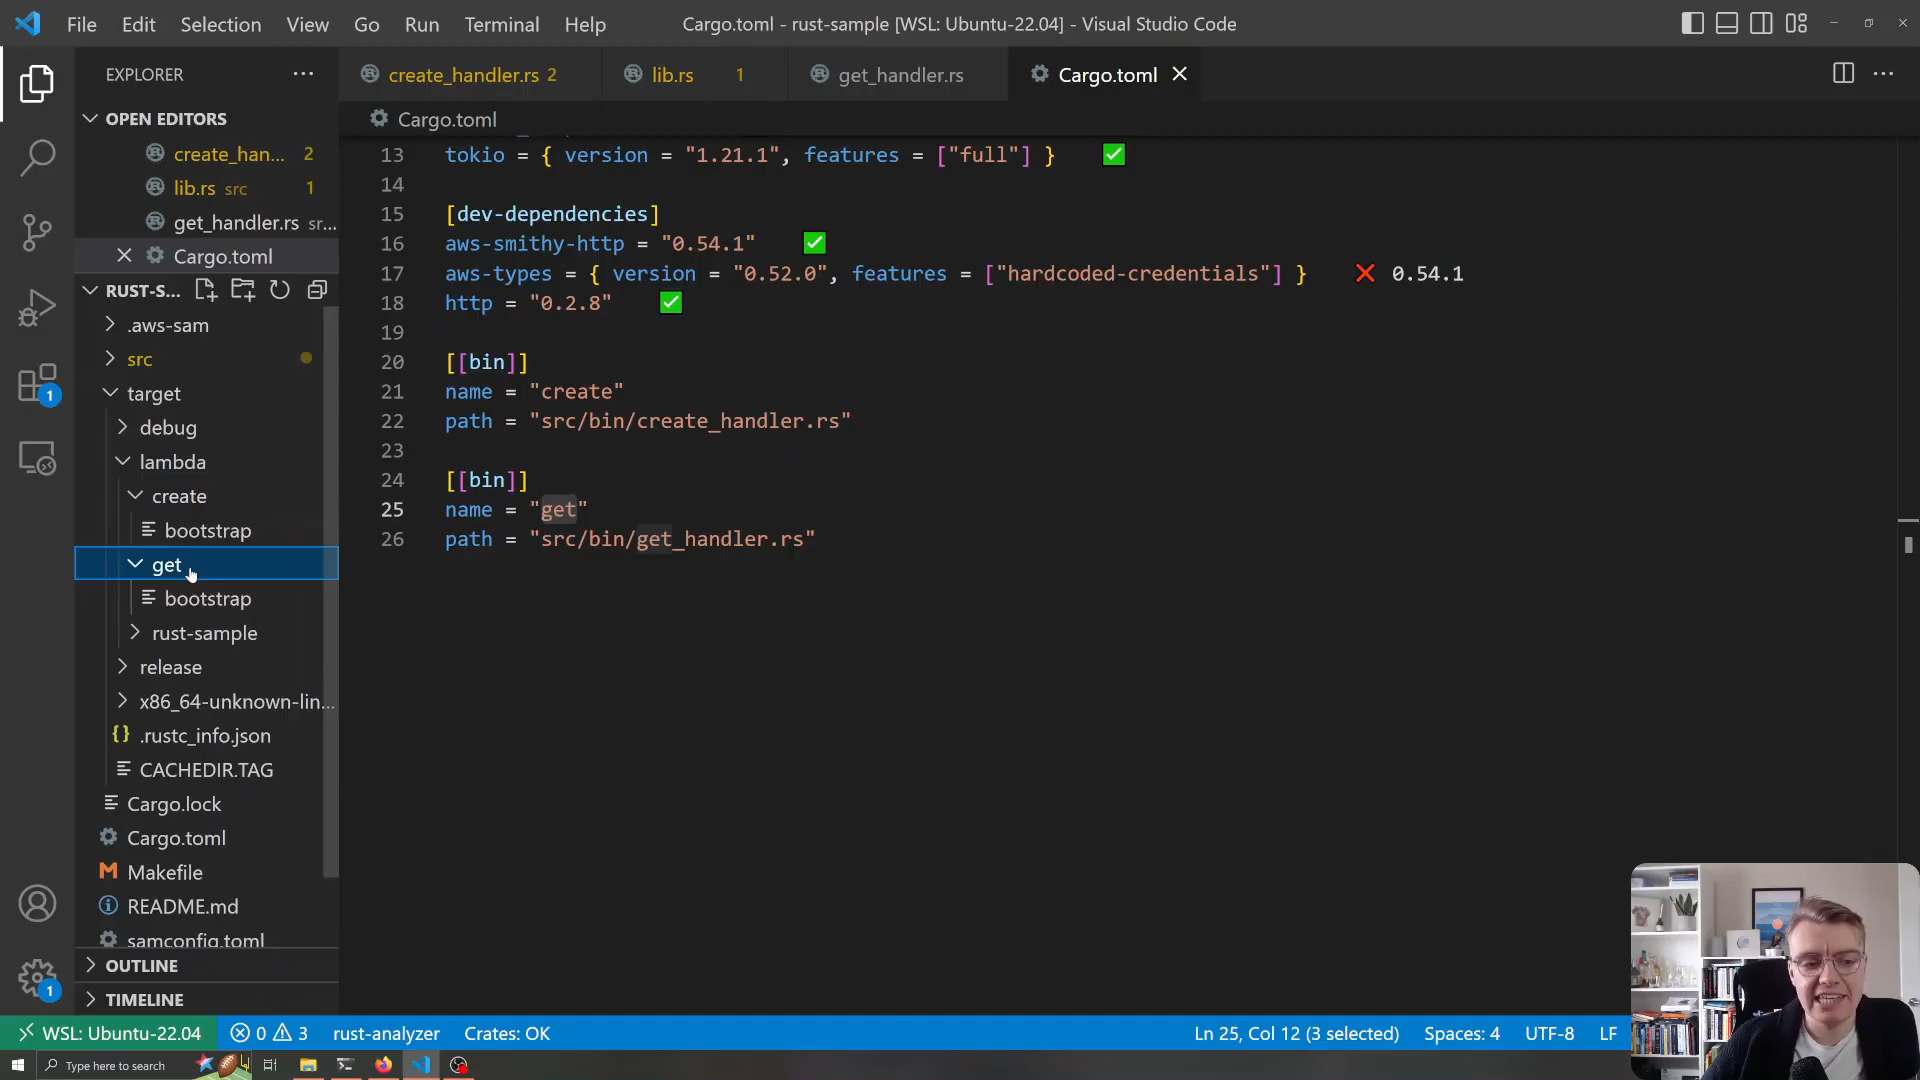 File Edit Selection View Go Run Terminal Help
Cargo.toml - rust-sample [WSL: Ubuntu-22.04] - Visual Studio Code
EXPLORER
OPEN EDITORS
create_han... 2
lib.rs src 1
get_handler.rs sr...
Cargo.toml
RUST-S...
.aws-sam
src
target
debug
lambda
create
bootstrap
get
bootstrap
rust-sample
release
x86_64-unknown-lin...
.rustc_info.json
CACHEDIR.TAG
Cargo.lock
Cargo.toml
Makefile
README.md
samconfig.toml
OUTLINE
TIMELINE
1
1
create_handler.rs 2 lib.rs 1 get_handler.rs Cargo.toml
Cargo.toml
13 tokio = { version = "1.21.1", features = ["full"] } ✅
14
15 [dev-dependencies]
16 aws-smithy-http = "0.54.1" ✅
17 aws-types = { version = "0.52.0", features = ["hardcoded-credentials"] } ❌ 0.54.1
18 http = "0.2.8" ✅
19
20 [[bin]]
21 name = "create"
22 path = "src/bin/create_handler.rs"
23
24 [[bin]]
25 name = "get"
26 path = "src/bin/get_handler.rs"
WSL: Ubuntu-22.04 0 3 rust-analyzer Crates: OK Ln 25, Col 12 (3 selected) Spaces: 4 UTF-8 LF
Type here to search